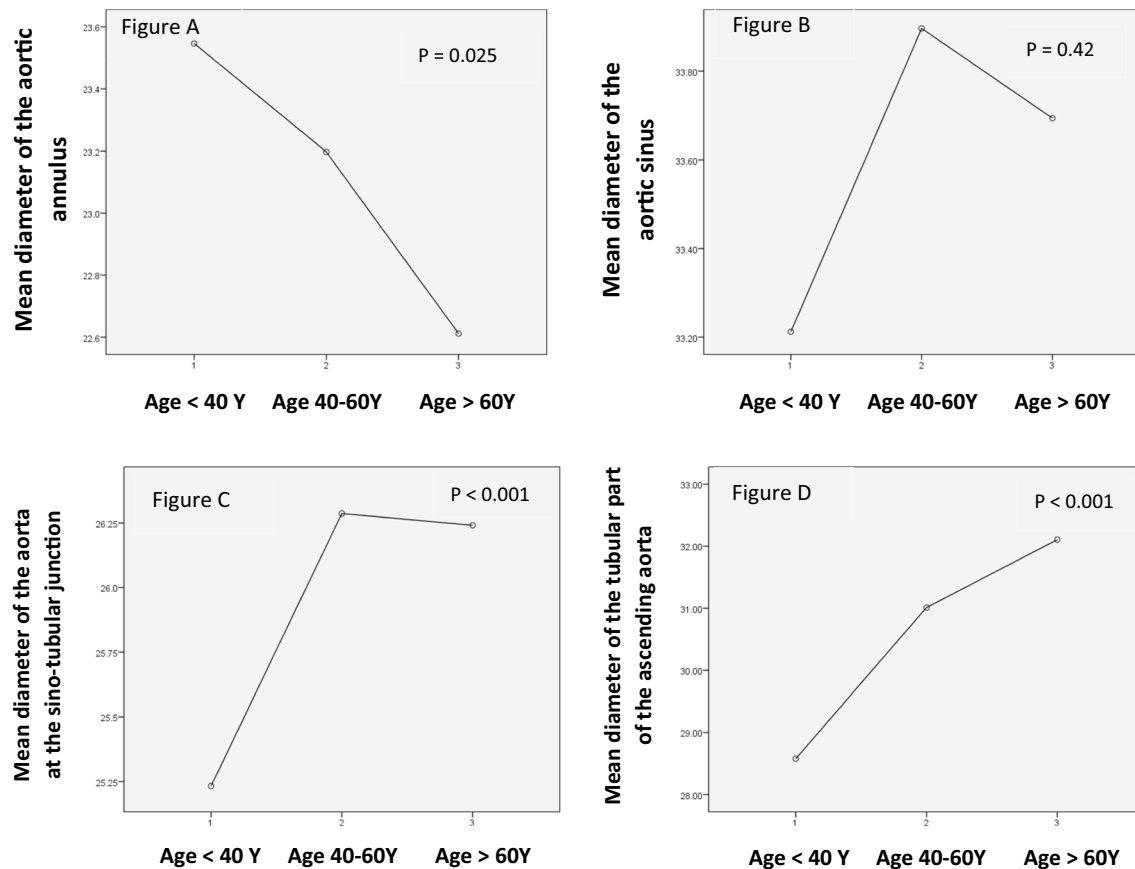 Figure A
P = 0.025
Mean diameter of the aortic
annulus
23.6
23.4
23.2
23.0
22.8
22.6
1
2
3
Age < 40 Y
Age 40-60Y
Age > 60Y
Figure B
P = 0.42
Mean diameter of the
aortic sinus
33.80
33.60
33.40
33.20
1
2
3
Age < 40 Y
Age 40-60Y
Age > 60Y
Figure C
P < 0.001
Mean diameter of the aorta
at the sino-tubular junction
26.25
26.0
25.75
25.5
25.25
1
2
3
Age < 40 Y
Age 40-60Y
Age > 60Y
Figure D
P < 0.001
Mean diameter of the tubular part
of the ascending aorta
33.00
32.00
31.00
30.00
29.00
28.00
1
2
3
Age < 40 Y
Age 40-60Y
Age > 60Y